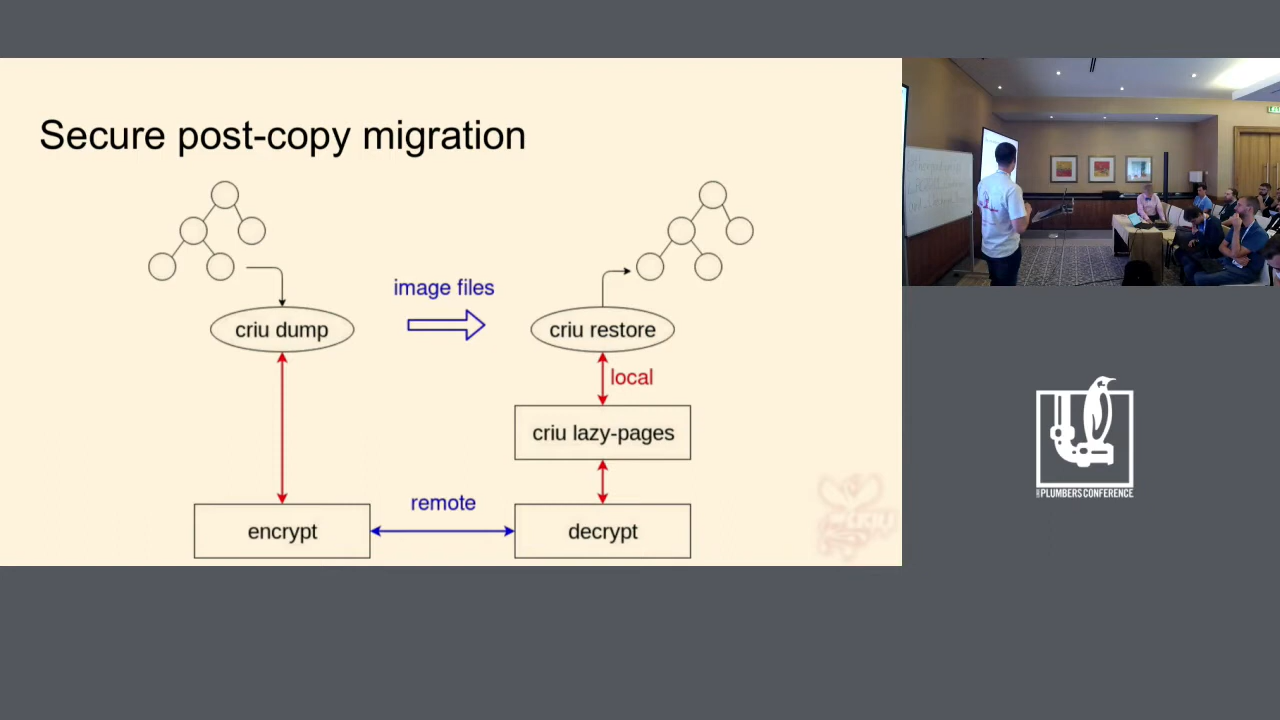 Secure post-copy migration
image files
criu dump
criu restore
local
criu lazy-pages
remote
encrypt
decrypt
CRIU
PLUMBERS CONFERENCE